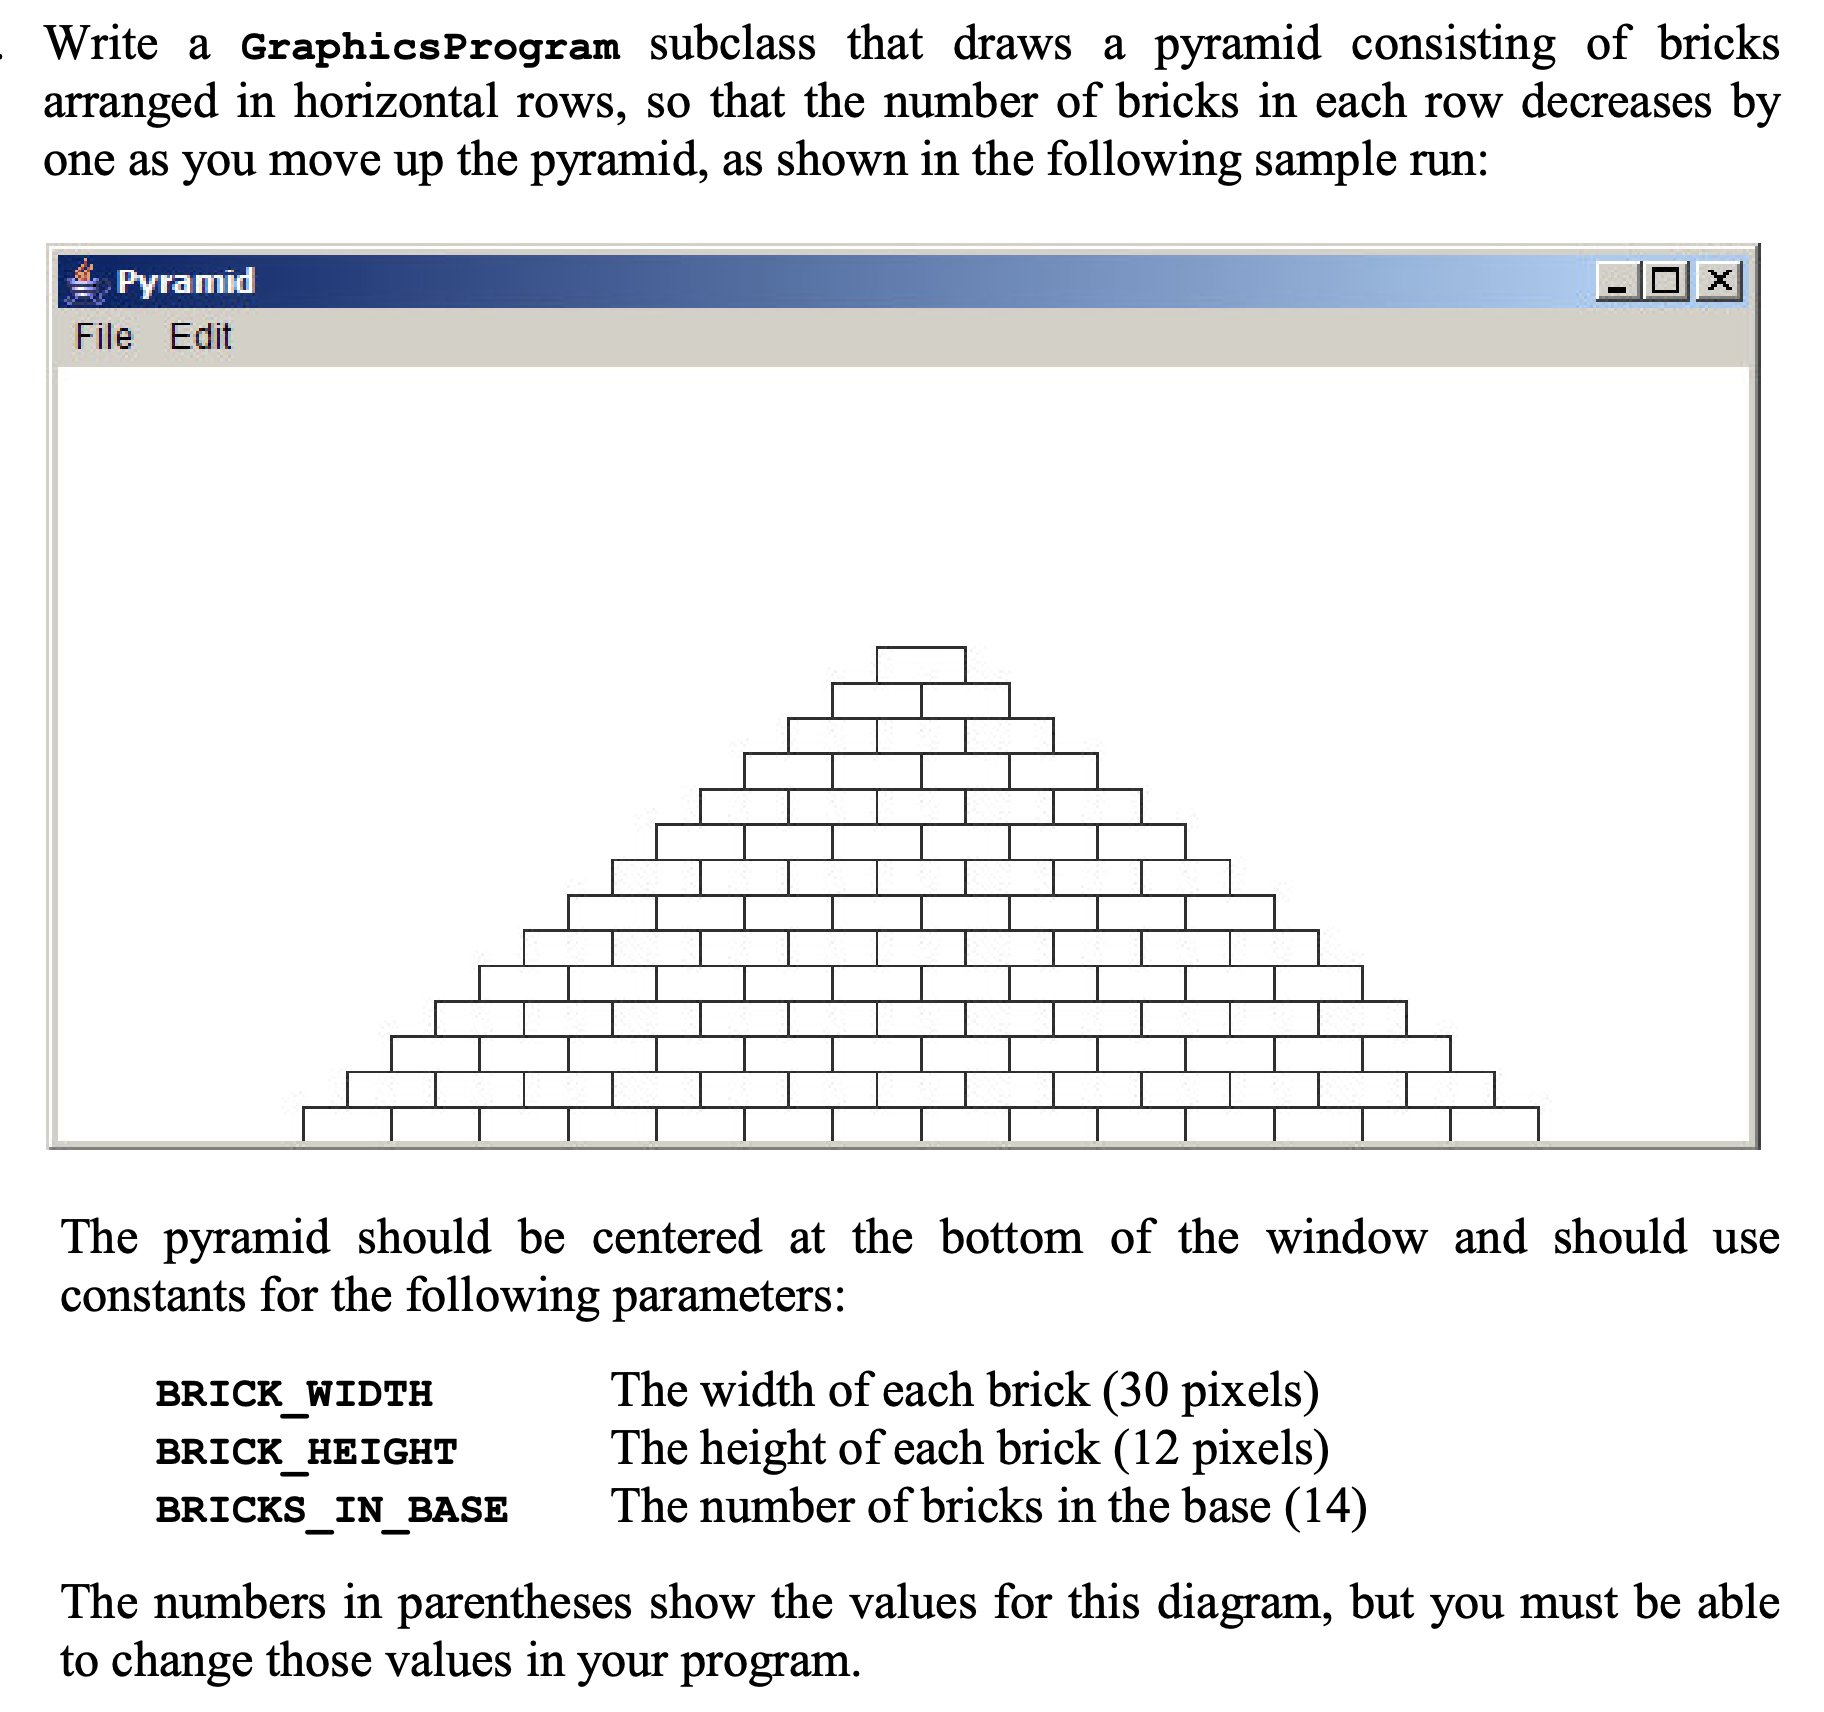 Write a GraphicsProgram subclass that draws a pyramid consisting of bricks
arranged in horizontal rows, so that the number of bricks in each row decreases by
one as you move up the pyramid, as shown in the following sample run:
Pyramid
File Edit
The pyramid should be centered at the bottom of the window and should use
constants for the following parameters:
BRICK_WIDTH The width of each brick (30 pixels)
BRICK_HEIGHT The height of each brick (12 pixels)
BRICKS_IN_BASE The number of bricks in the base (14)
The numbers in parentheses show the values for this diagram, but you must be able
to change those values in your program.